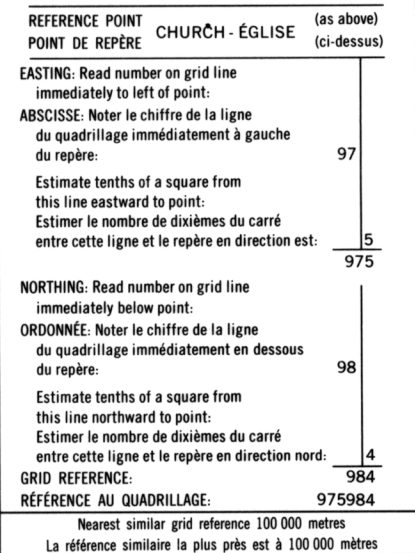 REFERENCE POINT CHURCH - ÉGLISE (as above)
POINT DE REPÈRE (ci-dessus)
EASTING: Read number on grid line
immediately to left of point:
ABSCISSE: Noter le chiffre de la ligne
du quadrillage immédiatement à gauche
du repère: 97
Estimate tenths of a square from
this line eastward to point:
Estimer le nombre de dixièmes du carré
entre cette ligne et le repère en direction est: 5
975
NORTHING: Read number on grid line
immediately below point:
ORDONNÉE: Noter le chiffre de la ligne
du quadrillage immédiatement en dessous
du repère: 98
Estimate tenths of a square from
this line northward to point:
Estimer le nombre de dixièmes du carré
entre cette ligne et le repère en direction nord: 4
GRID REFERENCE: 984
RÉFÉRENCE AU QUADRILLAGE: 975984
Nearest similar grid reference 100 000 metres
La référence similaire la plus près est à 100 000 mètres